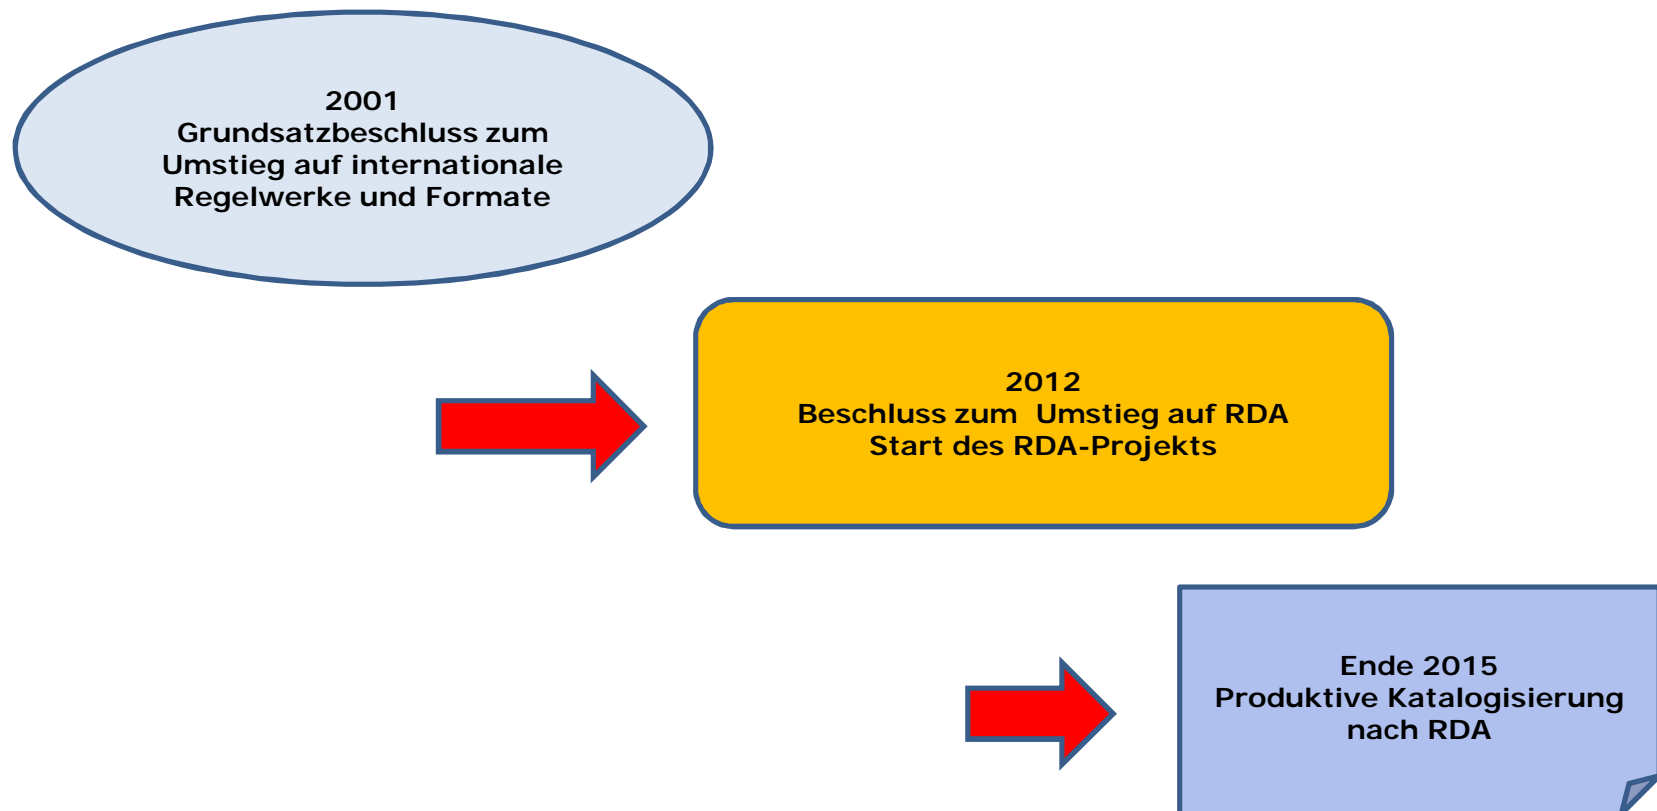 2001
Grundsatzbeschluss zum
Umstieg auf internationale
Regelwerke und Formate
2012
Beschluss zum  Umstieg auf RDA
Start des RDA-Projekts
Ende 2015
Produktive Katalogisierung
nach RDA